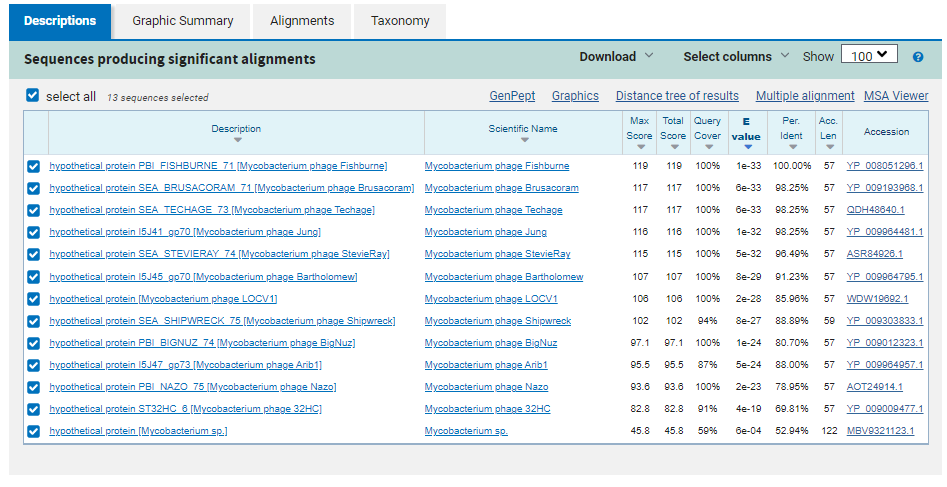 Descriptions Graphic Summary Alignments Taxonomy
Sequences producing significant alignments Download Select columns Show 100 ?
select all 13 sequences selected GenPept Graphics Distance tree of results Multiple alignment MSA Viewer
Description Scientific Name Max Score Total Score Query Cover E value Per. Ident Acc. Len Accession
hypothetical protein PBI_FISHBURNE_71 [Mycobacterium phage Fishburne] Mycobacterium phage Fishburne 119 119 100% 1e-33 100.00% 57 YP_008051296.1
hypothetical protein SEA_BRUSACORAM_71 [Mycobacterium phage Brusacoram] Mycobacterium phage Brusacoram 117 117 100% 6e-33 98.25% 57 YP_009193968.1
hypothetical protein SEA_TECHAGE_73 [Mycobacterium phage Techage] Mycobacterium phage Techage 117 117 100% 6e-33 98.25% 57 QDH48640.1
hypothetical protein I5J41_gp70 [Mycobacterium phage Jung] Mycobacterium phage Jung 116 116 100% 1e-32 98.25% 57 YP_009964481.1
hypothetical protein SEA_STEVIERAY_74 [Mycobacterium phage StevieRay] Mycobacterium phage StevieRay 115 115 100% 5e-32 96.49% 57 ASR84926.1
hypothetical protein I5J45_gp70 [Mycobacterium phage Bartholomew] Mycobacterium phage Bartholomew 107 107 100% 8e-29 91.23% 57 YP_009964795.1
hypothetical protein [Mycobacterium phage LOCV1] Mycobacterium phage LOCV1 106 106 100% 2e-28 85.96% 57 WDW19692.1
hypothetical protein SEA_SHIPWRECK_75 [Mycobacterium phage Shipwreck] Mycobacterium phage Shipwreck 102 102 94% 8e-27 88.89% 59 YP_009303833.1
hypothetical protein PBI_BIGNUZ_74 [Mycobacterium phage BigNuz] Mycobacterium phage BigNuz 97.1 97.1 100% 1e-24 80.70% 57 YP_009012323.1
hypothetical protein I5J47_gp73 [Mycobacterium phage Arib1] Mycobacterium phage Arib1 95.5 95.5 87% 5e-24 88.00% 57 YP_009964957.1
hypothetical protein PBI_NAZO_75 [Mycobacterium phage Nazo] Mycobacterium phage Nazo 93.6 93.6 100% 2e-23 78.95% 57 AOT24914.1
hypothetical protein ST32HC_6 [Mycobacterium phage 32HC] Mycobacterium phage 32HC 82.8 82.8 91% 4e-19 69.81% 57 YP_009009477.1
hypothetical protein [Mycobacterium sp.] Mycobacterium sp. 45.8 45.8 59% 6e-04 52.94% 122 MBV9321123.1